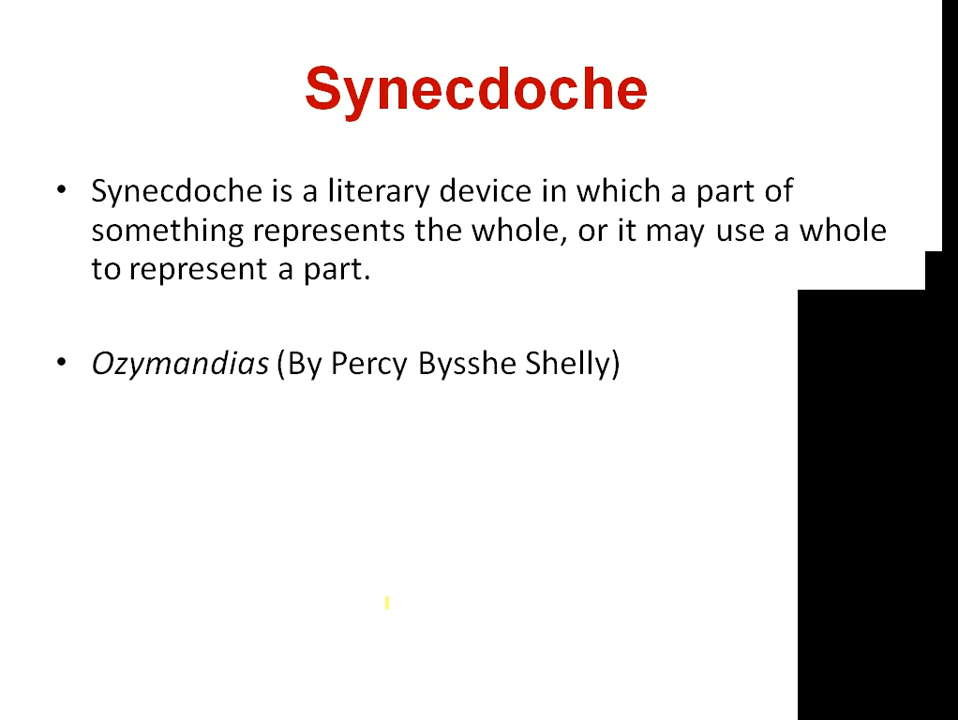 Synecdoche
• Synecdoche is a literary device in which a part of
something represents the whole, or it may use a whole
to represent a part.
• Ozymandias (By Percy Bysshe Shelly)